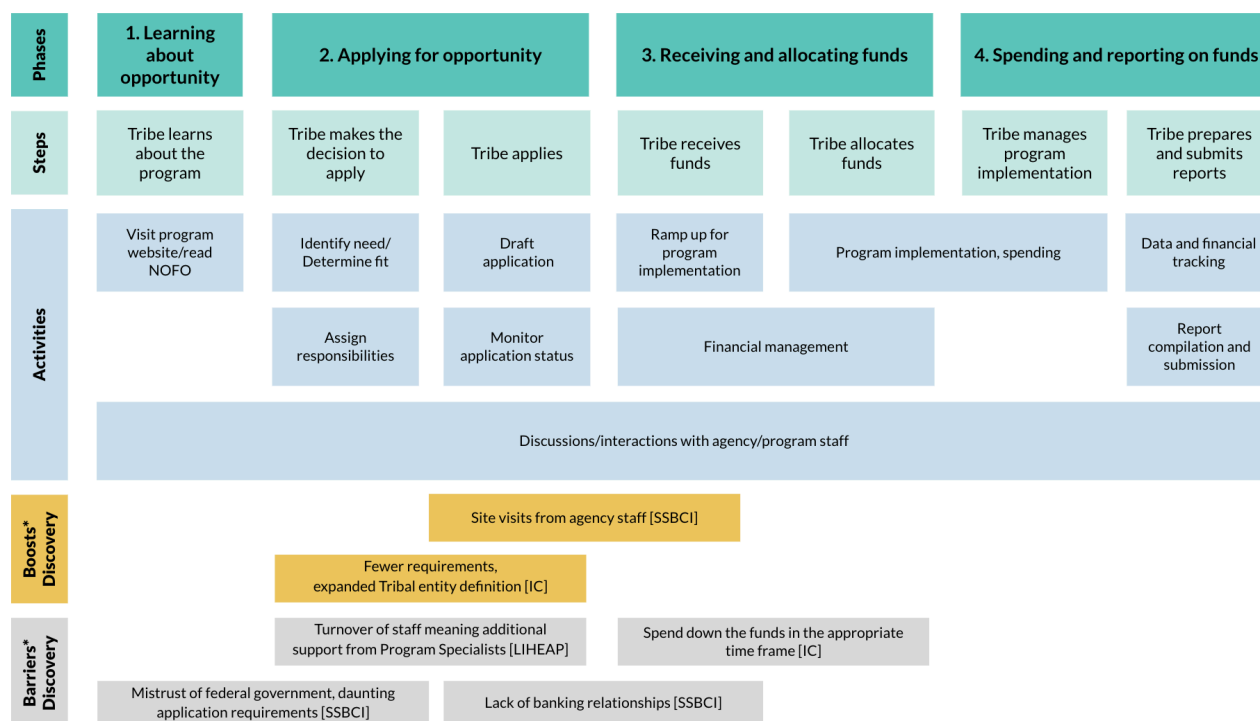 Phases
1. Learning
about
opportunity
2. Applying for opportunity
3. Receiving and allocating funds
4. Spending and reporting on funds
Steps
Tribe learns
about the
program
Tribe makes the
decision to
apply
Tribe applies
Tribe receives
funds
Tribe allocates
funds
Tribe manages
program
implementation
Tribe prepares
and submits
reports
Activities
Visit program
website/read
NOFO
Identify need/
Determine fit
Draft
application
Ramp up for
program
implementation
Program implementation, spending
Data and financial
tracking
Assign
responsibilities
Monitor
application status
Financial management
Report
compilation and
submission
Discussions/interactions with agency/program staff
Boosts*
Discovery
Site visits from agency staff [SSBCI]
Fewer requirements,
expanded Tribal entity definition [IC]
Barriers*
Discovery
Turnover of staff meaning additional
support from Program Specialists [LIHEAP]
Spend down the funds in the appropriate
time frame [IC]
Mistrust of federal government, daunting
application requirements [SSBCI]
Lack of banking relationships [SSBCI]